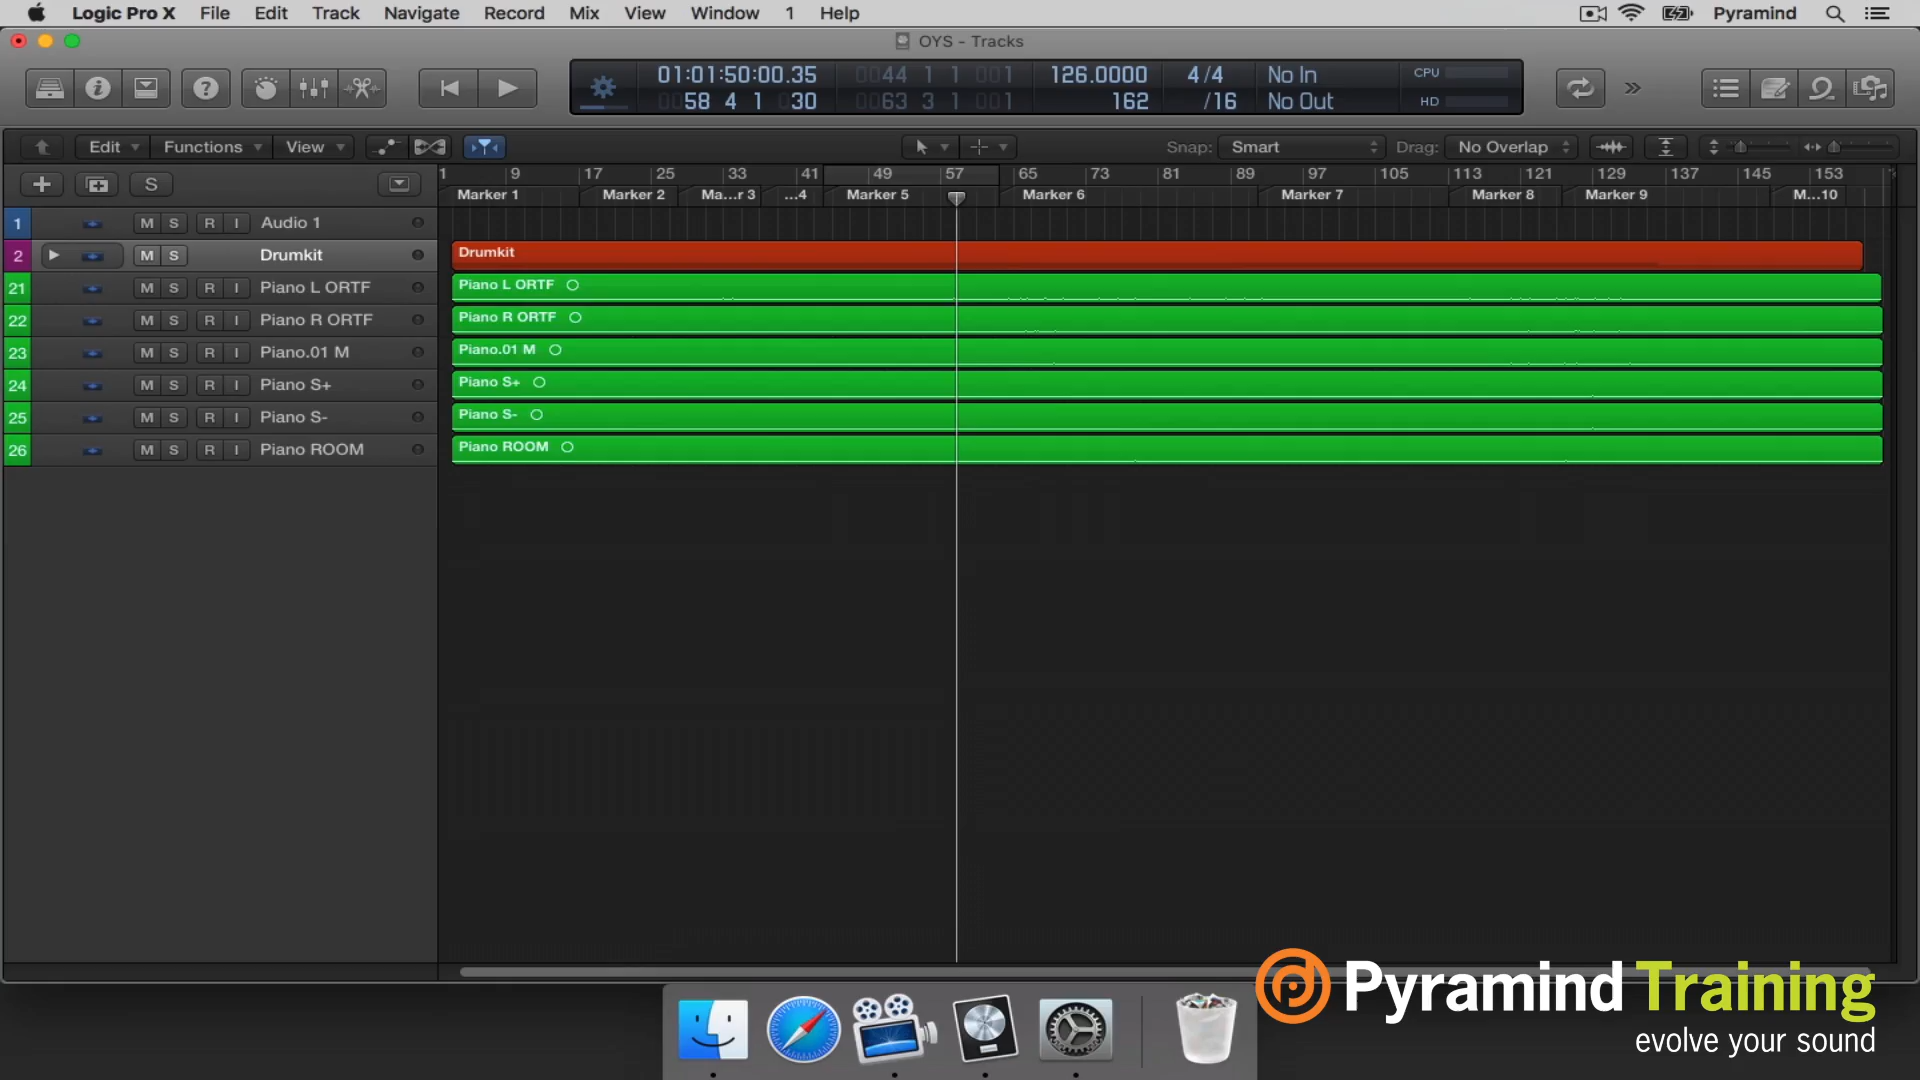 Logic Pro X File Edit Track Navigate Record Mix View Window 1 Help Pyramind
OYS - Tracks
01:01:50:00.35 0044 1 1 001 126.0000 4/4 No In CPU
0058 4 1 030 0063 3 1 001 162 /16 No Out HD
Edit Functions View Snap: Smart Drag: No Overlap
S 1 9 17 25 33 41 49 57 65 73 81 89 97 105 113 121 129 137 145 153
Marker 1 Marker 2 Ma...r 3 ...4 Marker 5 Marker 6 Marker 7 Marker 8 Marker 9 M...10
1 M S R I Audio 1
2 M S Drumkit Drumkit
21 M S R I Piano L ORTF Piano L ORTF
22 M S R I Piano R ORTF Piano R ORTF
23 M S R I Piano.01 M Piano.01 M
24 M S R I Piano S+ Piano S+
25 M S R I Piano S- Piano S-
26 M S R I Piano ROOM Piano ROOM
Pyramind Training
evolve your sound